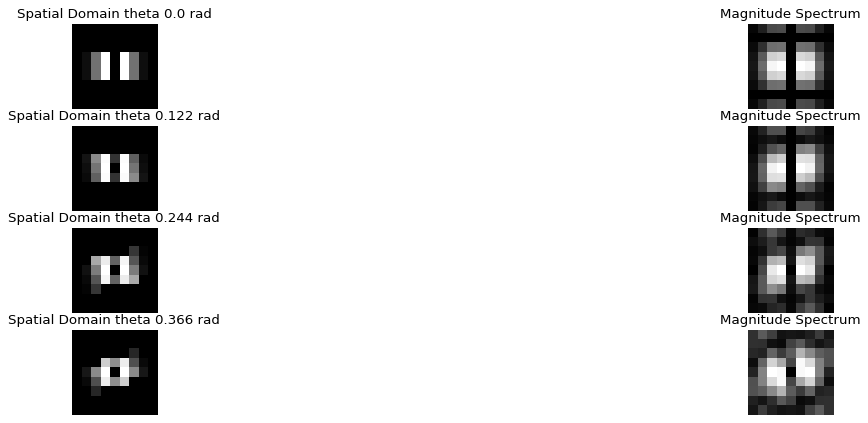 Spatial Domain theta 0.0 rad
Magnitude Spectrum
Spatial Domain theta 0.122 rad
Magnitude Spectrum
Spatial Domain theta 0.244 rad
Magnitude Spectrum
Spatial Domain theta 0.366 rad
Magnitude Spectrum